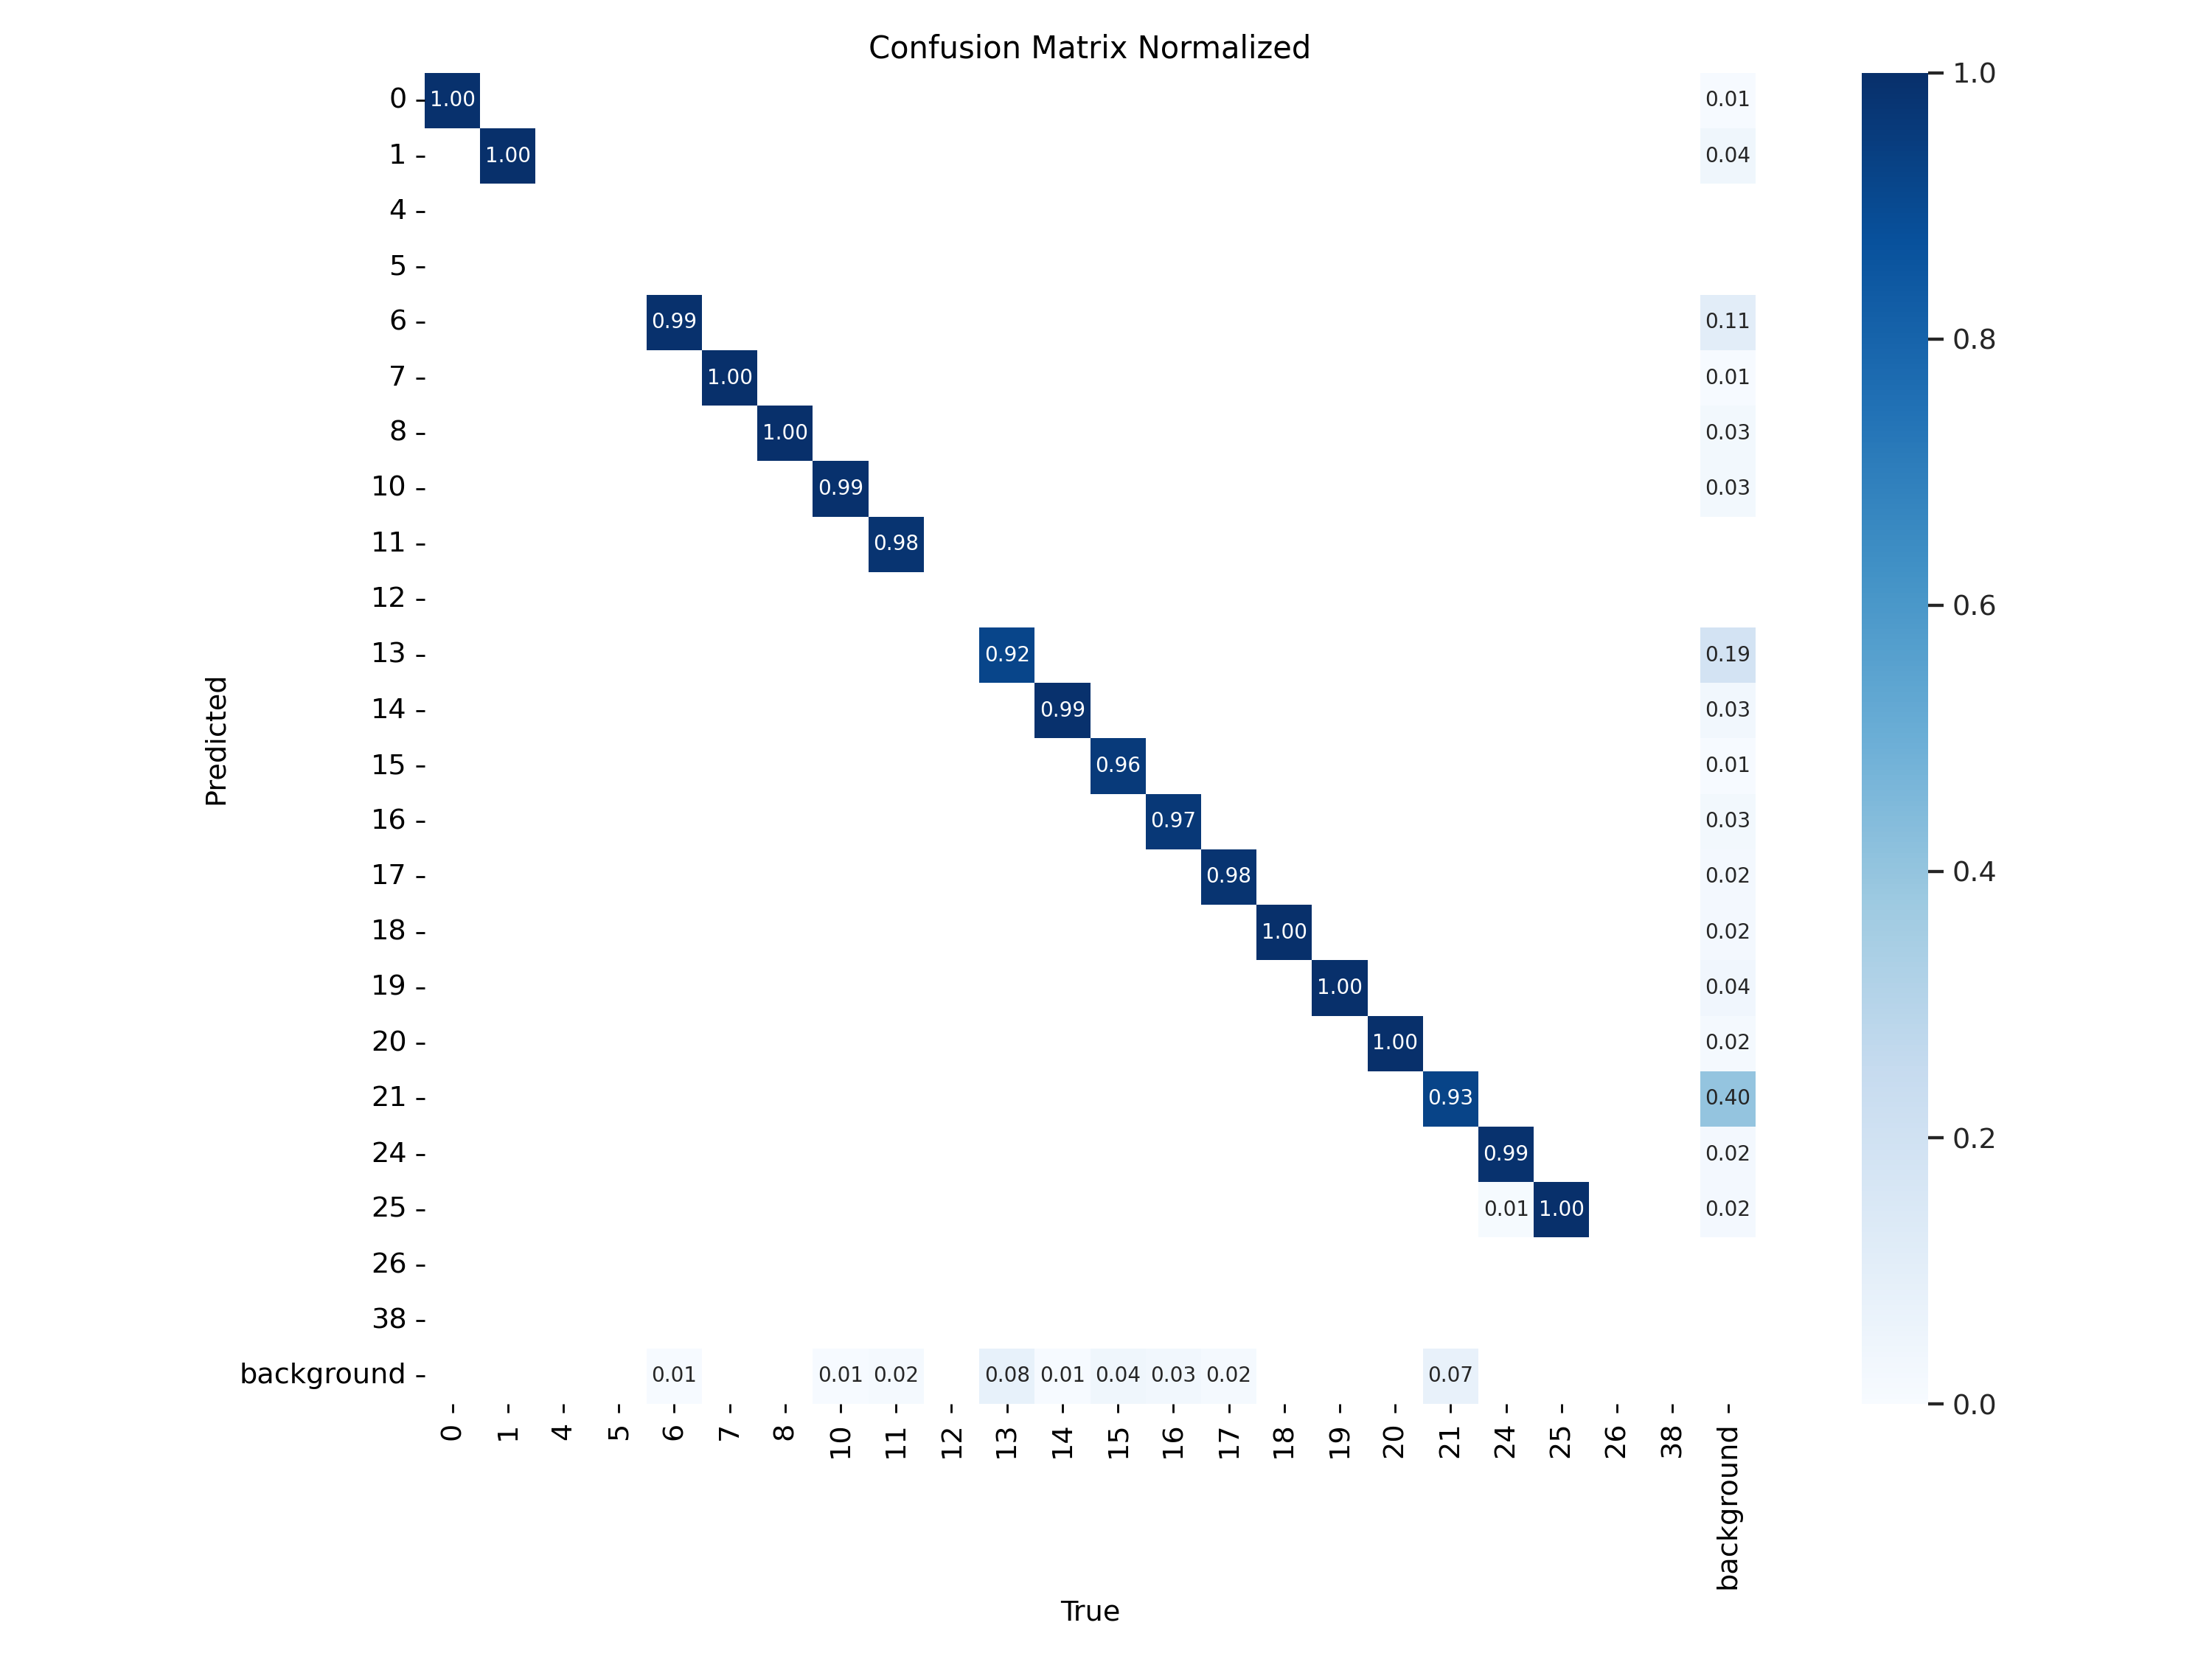 Confusion Matrix Normalized
0 1.00 0.01 1.0
1 1.00 0.04
4
5
6 0.99 0.11
0.8
7 1.00 0.01
8 1.00 0.03
10 0.99 0.03
11 0.98
12 0.6
13 0.92 0.19
14 0.99 0.03
Predicted
15 0.96 0.01
16 0.97 0.03
17 0.98 0.02 0.4
18 1.00 0.02
19 1.00 0.04
20 1.00 0.02
21 0.93 0.40
0.2
24 0.99 0.02
25 0.01 1.00 0.02
26
38
background 0.01 0.01 0.02 0.08 0.01 0.04 0.03 0.02 0.07
0.0
0 1 4 5 6 7 8 10 11 12 13 14 15 16 17 18 19 20 21 24 25 26 38 background
True